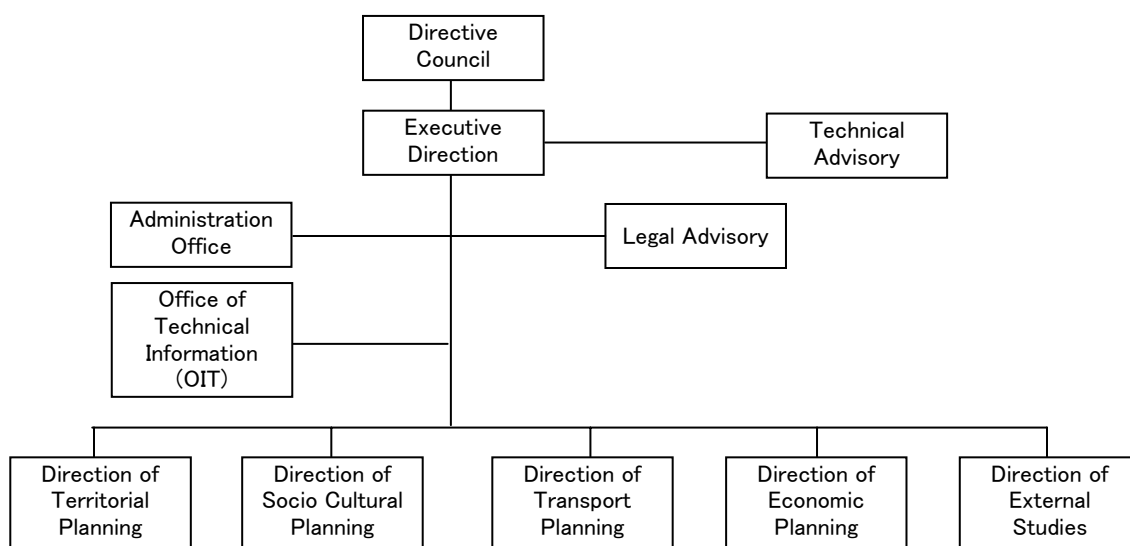 Directive
Council
Executive
Direction
Technical
Advisory
Administration
Office
Legal Advisory
Office of
Technical
Information
(OIT)
Direction of
Territorial
Planning
Direction of
Socio Cultural
Planning
Direction of
Transport
Planning
Direction of
Economic
Planning
Direction of
External
Studies